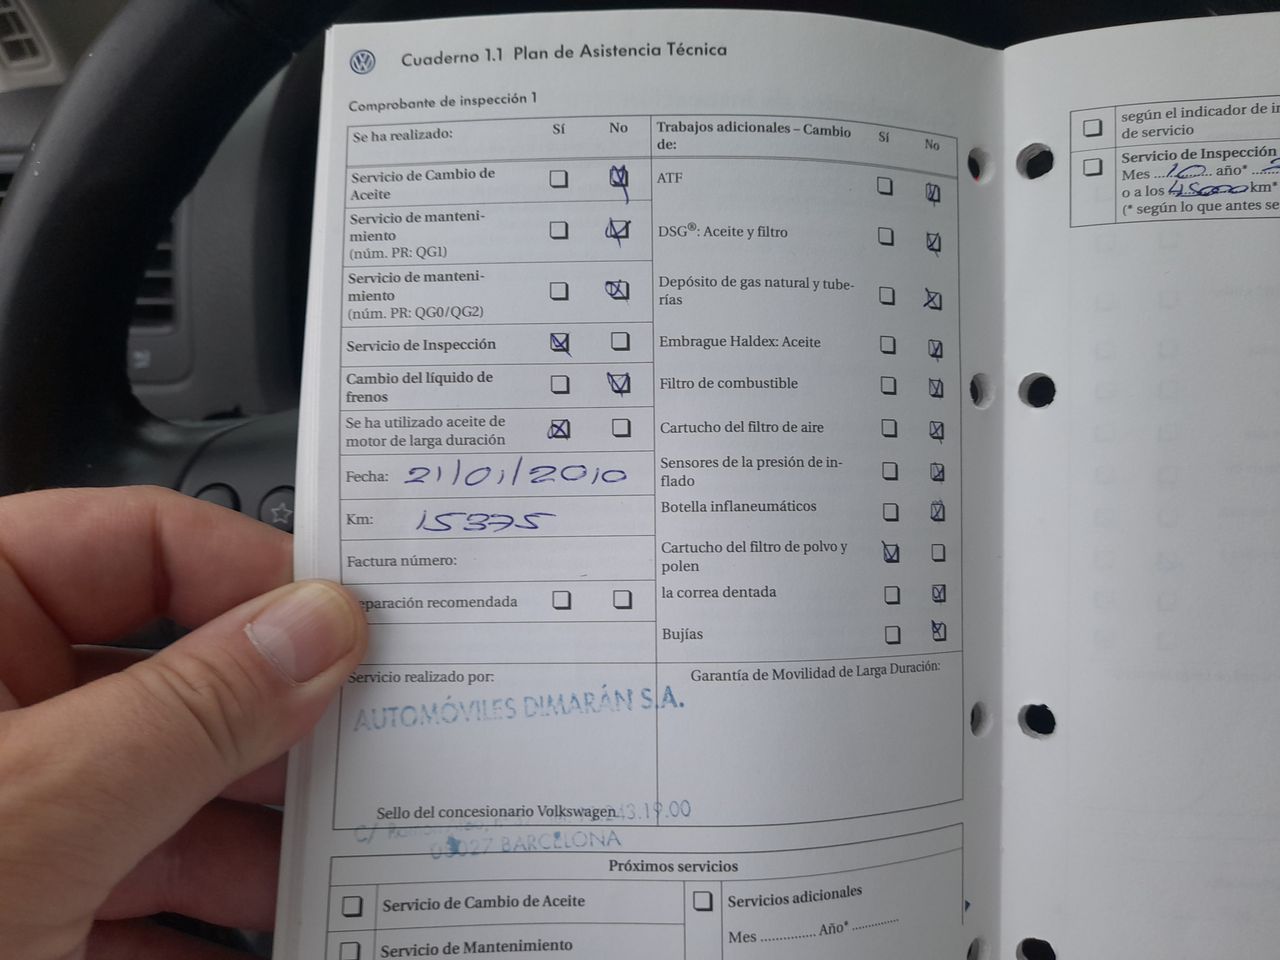 Cuaderno 1.1 Plan de Asistencia Técnica
Comprobante de inspección 1
Se ha realizado: Sí No
Servicio de Cambio de
Aceite
Servicio de manteni-
miento
(núm. PR: QG1)
Servicio de manteni-
miento
(núm. PR: QG0/QG2)
Servicio de Inspección
Cambio del líquido de
frenos
Se ha utilizado aceite de
motor de larga duración
Fecha: 21/01/2010
Km: 15375
Factura número:
eparación recomendada
Trabajos adicionales – Cambio
de: Sí No
ATF
DSG®: Aceite y filtro
Depósito de gas natural y tube-
rías
Embrague Haldex: Aceite
Filtro de combustible
Cartucho del filtro de aire
Sensores de la presión de in-
flado
Botella inflaneumáticos
Cartucho del filtro de polvo y
polen
la correa dentada
Bujías
Servicio realizado por:
AUTOMÓVILES DIMARÁN S.A.
Garantía de Movilidad de Larga Duración:
Sello del concesionario Volkswagen
.19.00
C/
08027 BARCELONA
Próximos servicios
Servicio de Cambio de Aceite
Servicio de Mantenimiento
Servicios adicionales
Mes .............. Año* ..............
según el indicador de in
de servicio
Servicio de Inspección
Mes ...10... año* ...
o a los 45000 km*
(* según lo que antes se